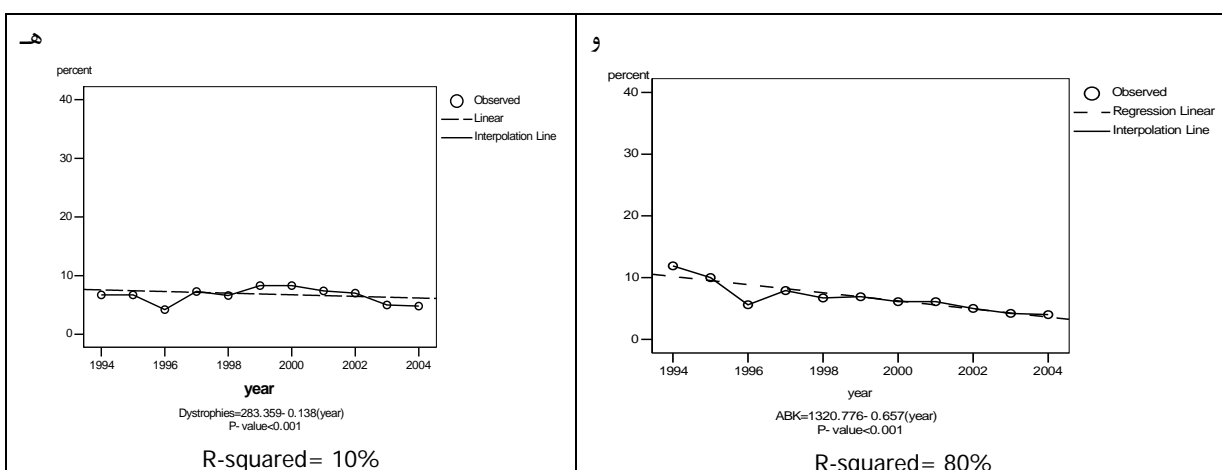 هـ
percent
40
30
20
10
0
Observed
Linear
Interpolation Line
1994 1996 1998 2000 2002 2004
year
Dystrophies=283.359- 0.138(year)
P- value<0.001
R-squared= 10%
و
percent
40
30
20
10
0
Observed
Regression Linear
Interpolation Line
1994 1996 1998 2000 2002 2004
year
ABK=1320.776- 0.657(year)
P- value<0.001
R-squared= 80%